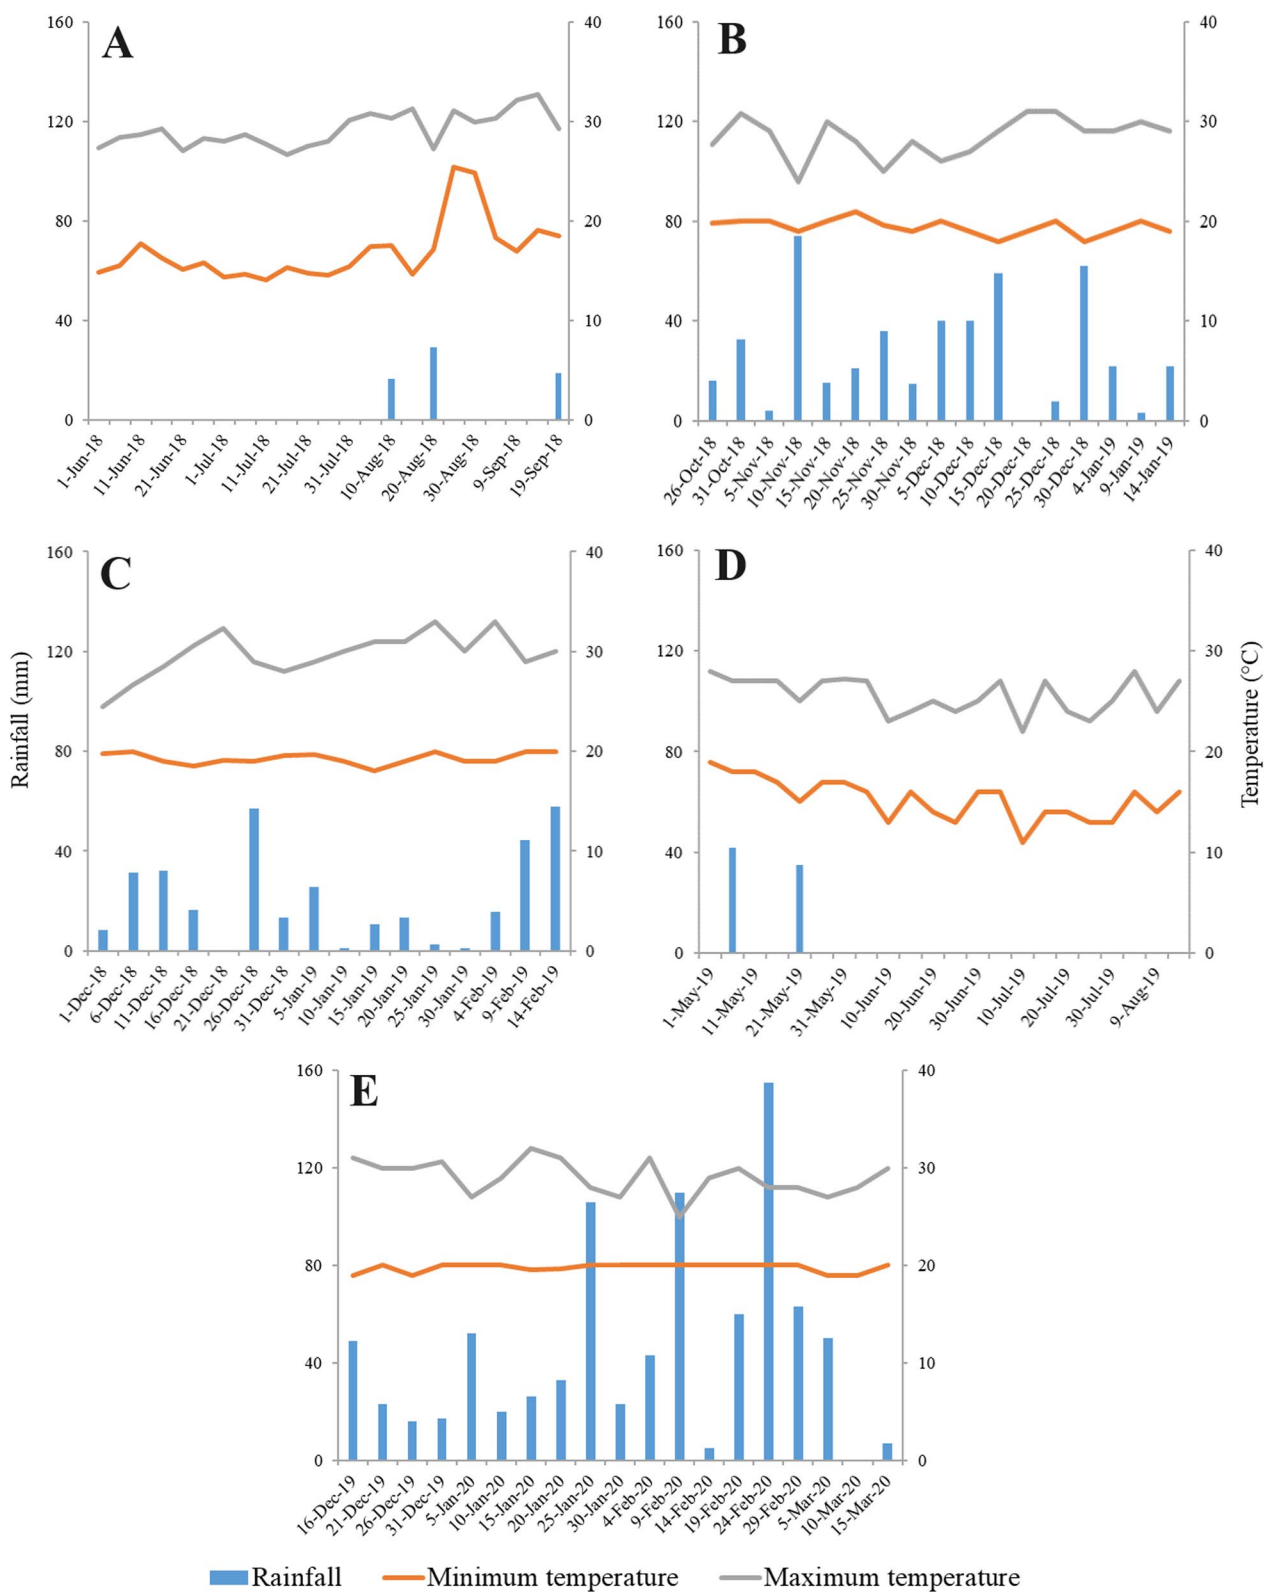 A
160
120
80
40
0
40
30
20
10
0
1-Jun-18
11-Jun-18
21-Jun-18
1-Jul-18
11-Jul-18
21-Jul-18
31-Jul-18
10-Aug-18
20-Aug-18
30-Aug-18
9-Sep-18
19-Sep-18
B
160
120
80
40
0
40
30
20
10
0
26-Oct-18
31-Oct-18
5-Nov-18
10-Nov-18
15-Nov-18
20-Nov-18
25-Nov-18
30-Nov-18
5-Dec-18
10-Dec-18
15-Dec-18
20-Dec-18
25-Dec-18
30-Dec-18
4-Jan-19
9-Jan-19
14-Jan-19
Rainfall (mm)
C
160
120
80
40
0
40
30
20
10
0
1-Dec-18
6-Dec-18
11-Dec-18
16-Dec-18
21-Dec-18
26-Dec-18
31-Dec-18
5-Jan-19
10-Jan-19
15-Jan-19
20-Jan-19
25-Jan-19
30-Jan-19
4-Feb-19
9-Feb-19
14-Feb-19
D
160
120
80
40
0
40
30
20
10
0
1-May-19
11-May-19
21-May-19
31-May-19
10-Jun-19
20-Jun-19
30-Jun-19
10-Jul-19
20-Jul-19
30-Jul-19
9-Aug-19
Temperature (°C)
E
160
120
80
40
0
40
30
20
10
0
16-Dec-19
21-Dec-19
26-Dec-19
31-Dec-19
5-Jan-20
10-Jan-20
15-Jan-20
20-Jan-20
25-Jan-20
30-Jan-20
4-Feb-20
9-Feb-20
14-Feb-20
19-Feb-20
24-Feb-20
29-Feb-20
5-Mar-20
10-Mar-20
15-Mar-20
Rainfall Minimum temperature Maximum temperature